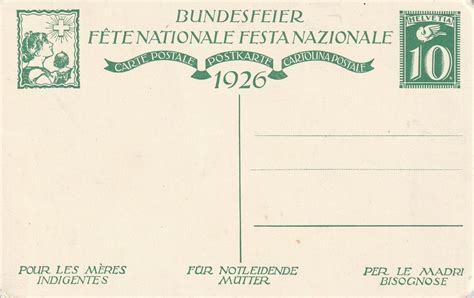 BUNDESFEIER
FÊTE NATIONALE FESTA NAZIONALE
CARTE POSTALE POSTKARTE CARTOLINA POSTALE
1926
HELVETIA
10
POUR LES MÈRES
INDIGENTES
FÜR NOTLEIDENDE
MÜTTER
PER LE MADRI
BISOGNOSE